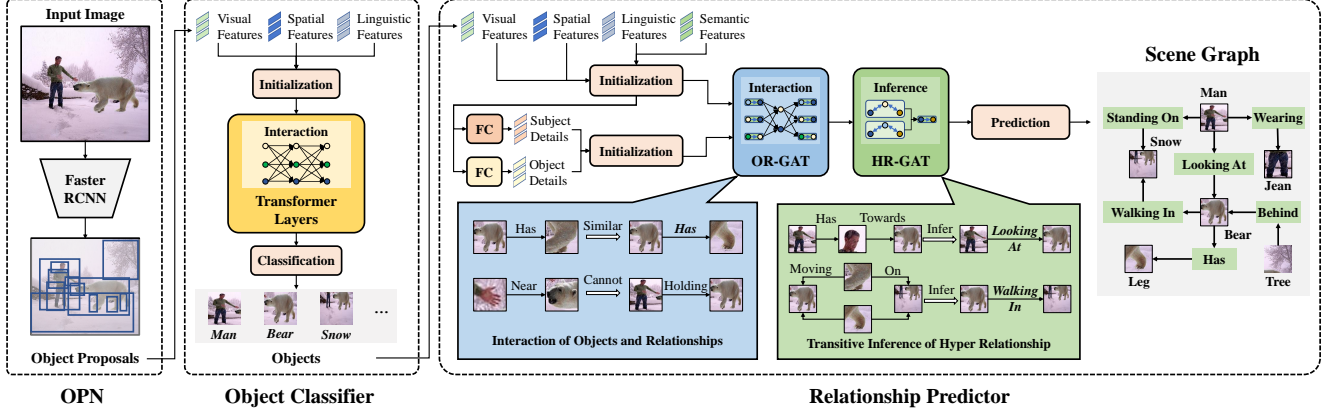 Input Image
Faster
RCNN
Object Proposals
OPN
Visual
Features
Spatial
Features
Linguistic
Features
Initialization
Interaction
Transformer
Layers
Classification
Man
Bear
Snow
...
Objects
Object Classifier
Visual
Features
Spatial
Features
Linguistic
Features
Semantic
Features
Initialization
FC
Subject
Details
FC
Object
Details
Initialization
Interaction
OR-GAT
Inference
HR-GAT
Prediction
Has
Similar
Has
Near
Cannot
Holding
Interaction of Objects and Relationships
Has
Towards
Infer
Looking
At
Moving
On
Infer
Walking
In
Transitive Inference of Hyper Relationship
Relationship Predictor
Scene Graph
Man
Standing On
Wearing
Snow
Looking At
Jean
Walking In
Behind
Bear
Has
Leg
Tree